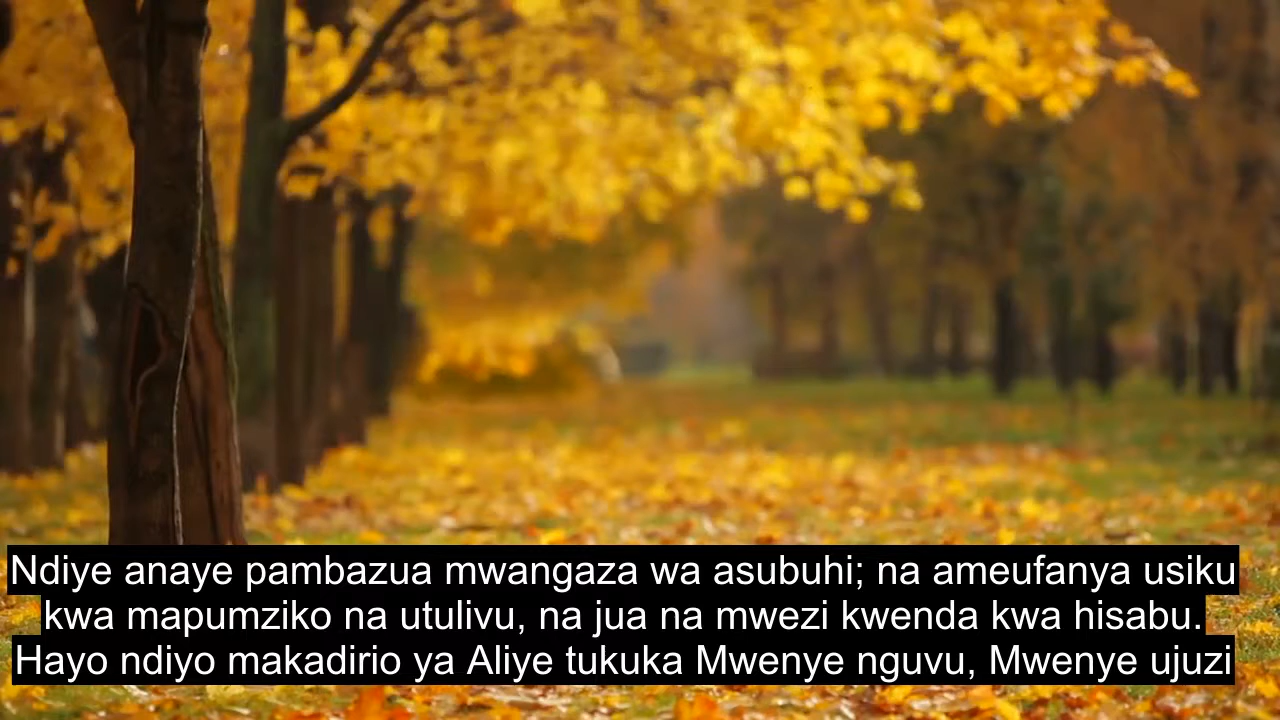 Ndiye anaye pambazua mwangaza wa asubuhi; na ameufanya usiku
kwa mapumziko na utulivu, na jua na mwezi kwenda kwa hisabu.
Hayo ndiyo makadirio ya Aliye tukuka Mwenye nguvu, Mwenye ujuzi